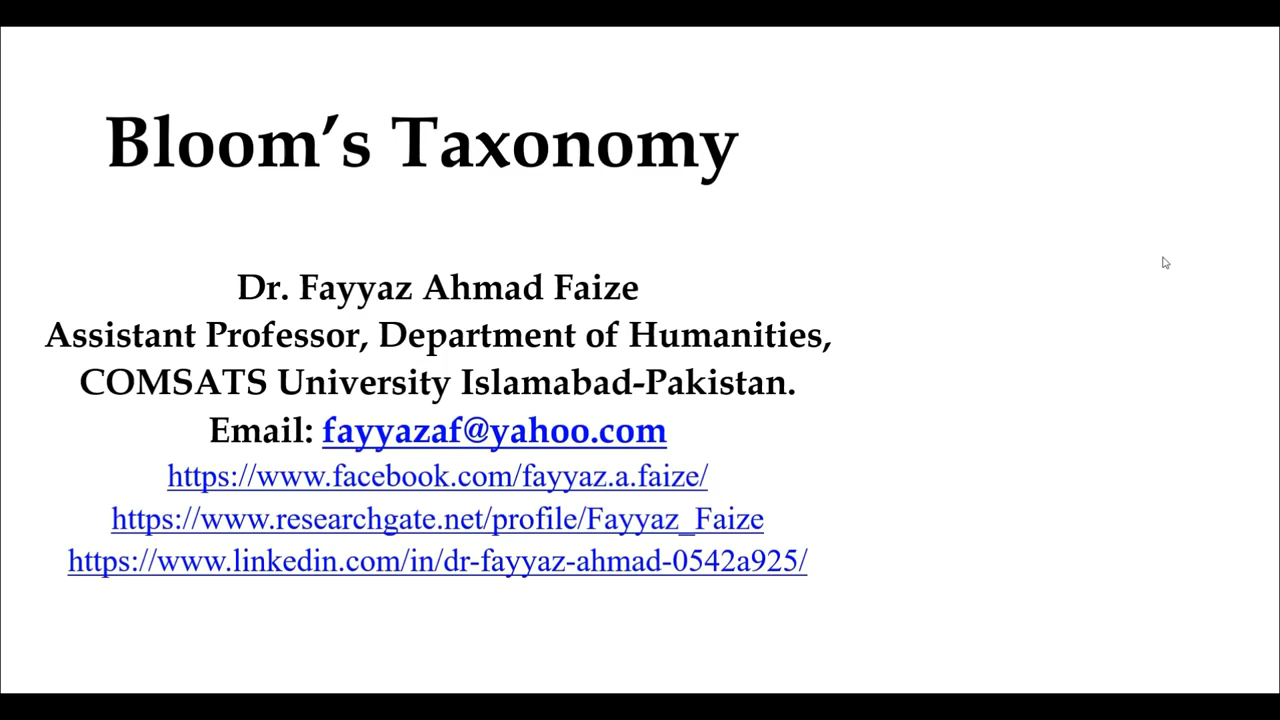 Bloom’s Taxonomy
Dr. Fayyaz Ahmad Faize
Assistant Professor, Department of Humanities,
COMSATS University Islamabad-Pakistan.
Email: fayyazaf@yahoo.com
https://www.facebook.com/fayyaz.a.faize/
https://www.researchgate.net/profile/Fayyaz_Faize
https://www.linkedin.com/in/dr-fayyaz-ahmad-0542a925/